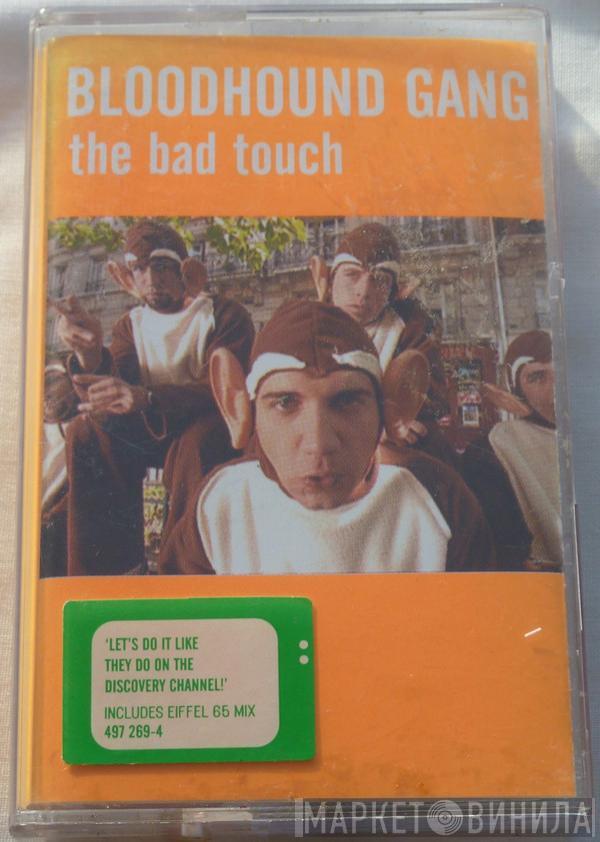 BLOODHOUND GANG
the bad touch
'LET'S DO IT LIKE
THEY DO ON THE
DISCOVERY CHANNEL!'
INCLUDES EIFFEL 65 MIX
497 269-4
МАРКЕТ ВИНИЛА